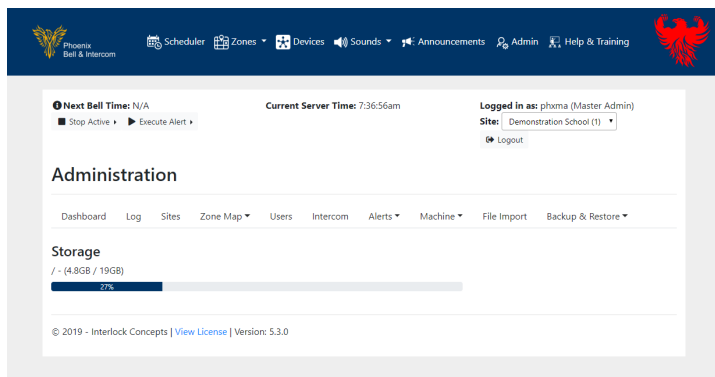 Phoenix
Bell & Intercom
Scheduler Zones Devices Sounds Announcements Admin Help & Training
Next Bell Time: N/A Current Server Time: 7:36:56am Logged in as: phxma (Master Admin)
Stop Active Execute Alert Site: Demonstration School (1)
Logout
Administration
Dashboard Log Sites Zone Map Users Intercom Alerts Machine File Import Backup & Restore
Storage
/ - (4.8GB / 19GB)
27%
© 2019 - Interlock Concepts | View License | Version: 5.3.0